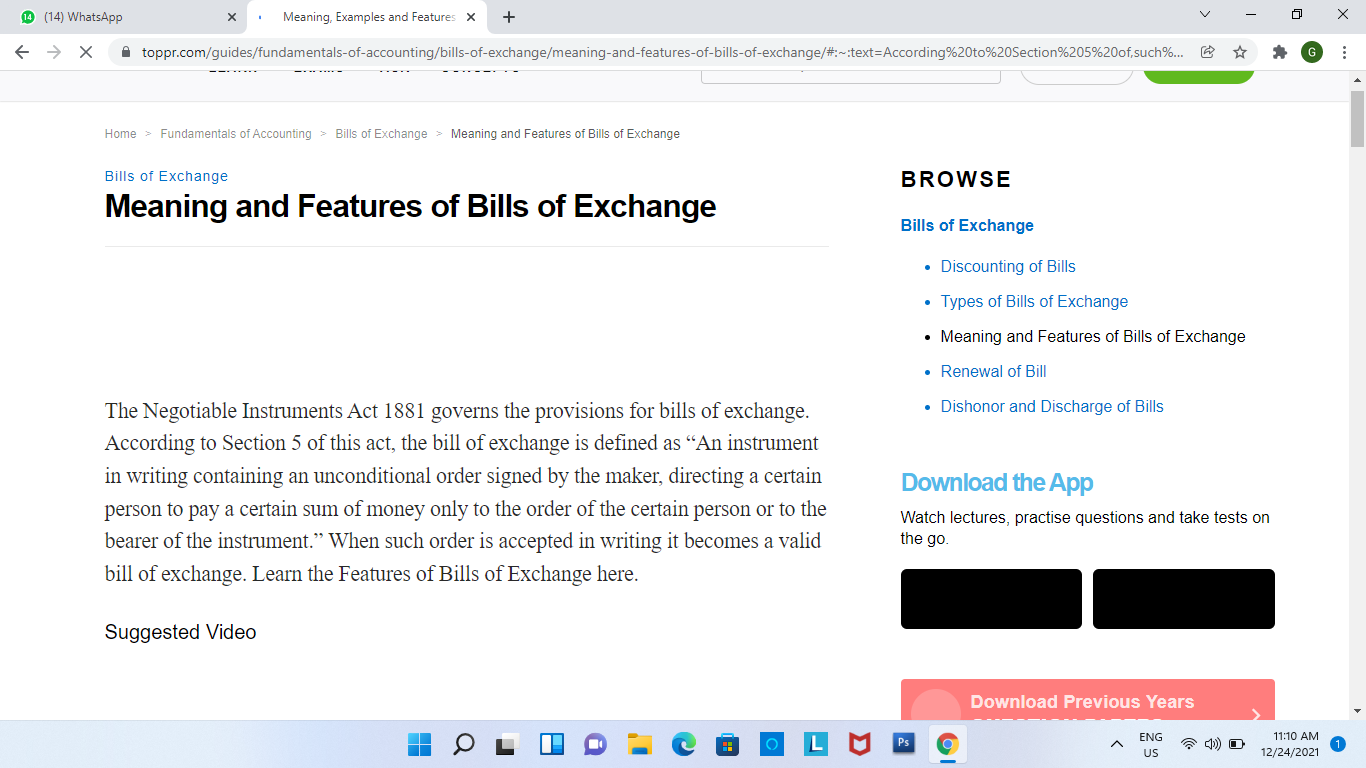 14
(14) WhatsApp
Meaning, Examples and Features
toppr.com/guides/fundamentals-of-accounting/bills-of-exchange/meaning-and-features-of-bills-of-exchange/#:~:text=According%20to%20Section%205%20of,such%...
G
Home > Fundamentals of Accounting > Bills of Exchange > Meaning and Features of Bills of Exchange
Bills of Exchange
Meaning and Features of Bills of Exchange
The Negotiable Instruments Act 1881 governs the provisions for bills of exchange.
According to Section 5 of this act, the bill of exchange is defined as “An instrument
in writing containing an unconditional order signed by the maker, directing a certain
person to pay a certain sum of money only to the order of the certain person or to the
bearer of the instrument.” When such order is accepted in writing it becomes a valid
bill of exchange. Learn the Features of Bills of Exchange here.
Suggested Video
BROWSE
Bills of Exchange
Discounting of Bills
Types of Bills of Exchange
Meaning and Features of Bills of Exchange
Renewal of Bill
Dishonor and Discharge of Bills
Download the App
Watch lectures, practise questions and take tests on
the go.
Download Previous Years
L
Ps
ENG
US
11:10 AM
12/24/2021
1